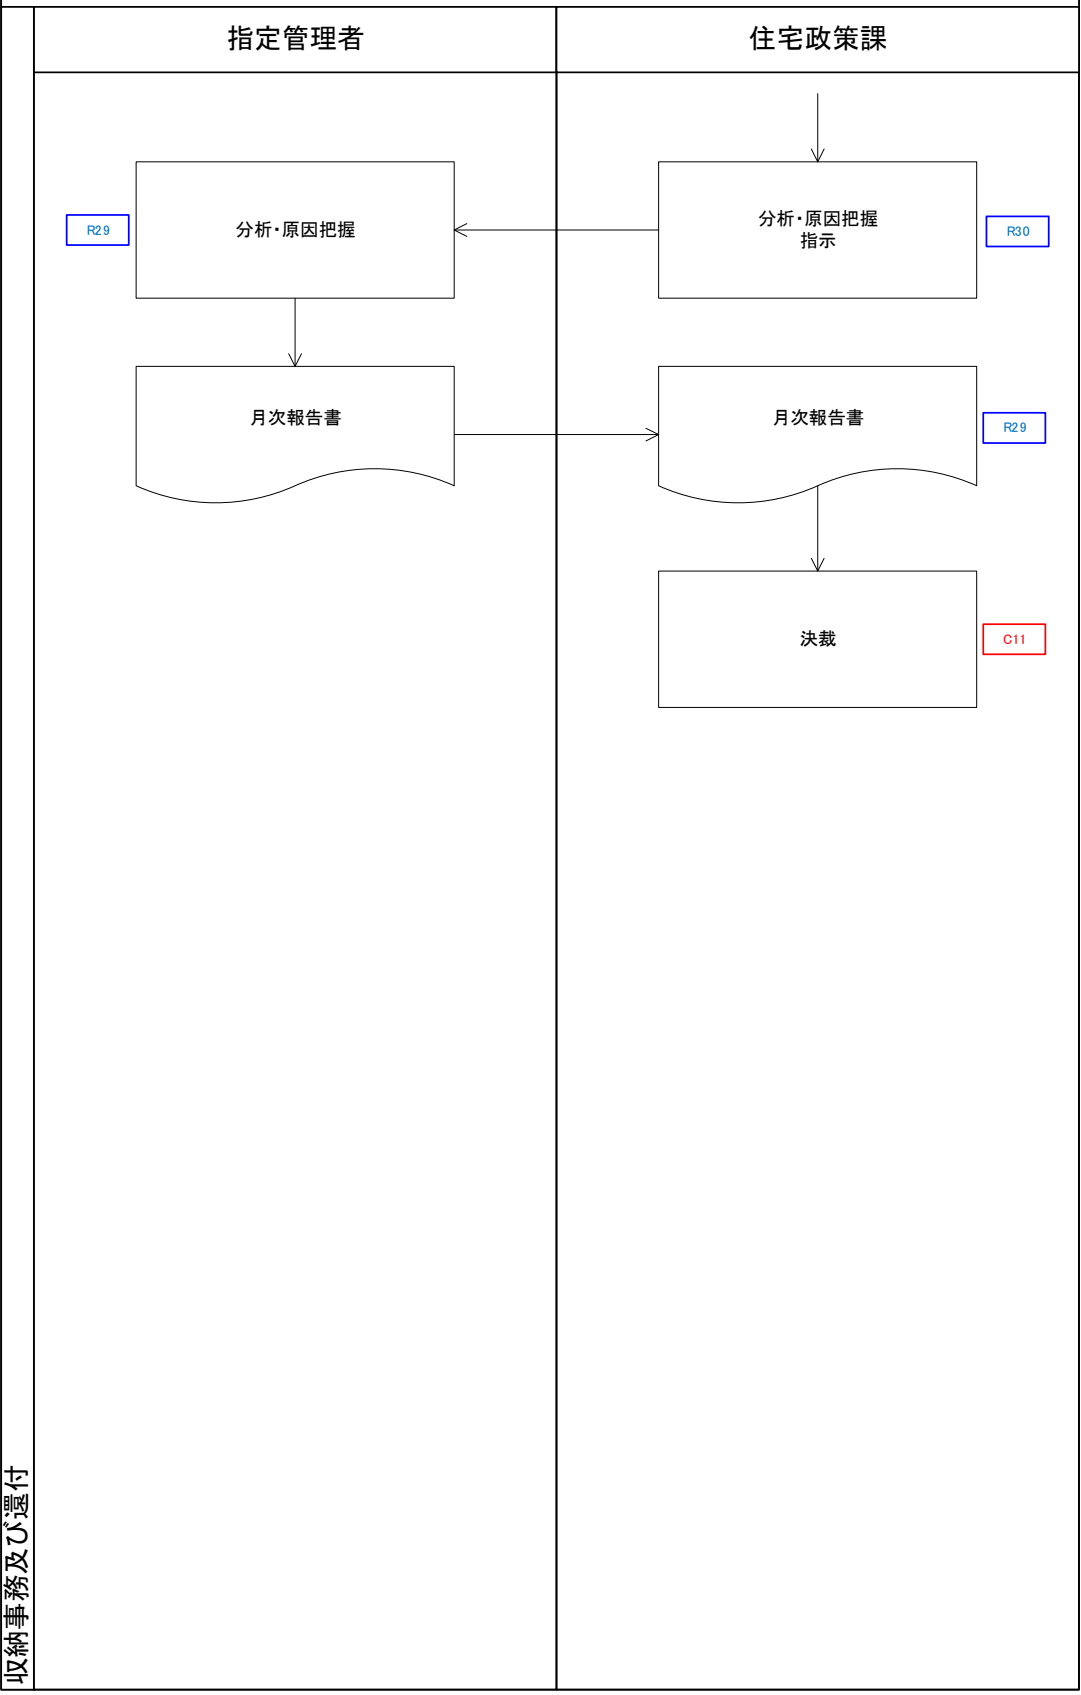 指定管理者
住宅政策課
R29
分析・原因把握
分析・原因把握
指示
R30
月次報告書
月次報告書
R29
決裁
C11
収納事務及び還付